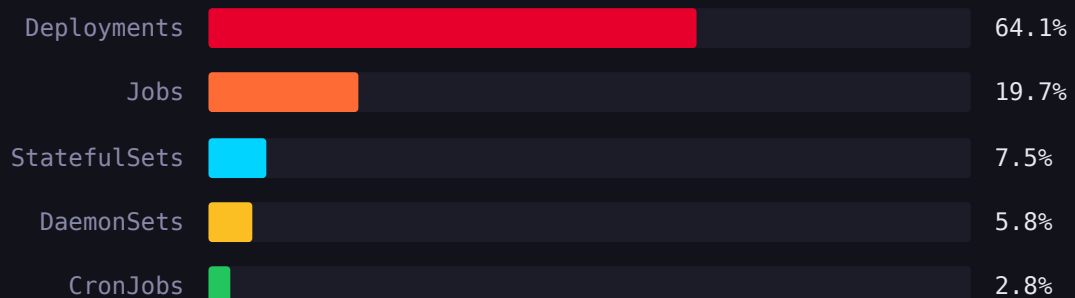 Deployments 64.1%
Jobs 19.7%
StatefulSets 7.5%
DaemonSets 5.8%
CronJobs 2.8%